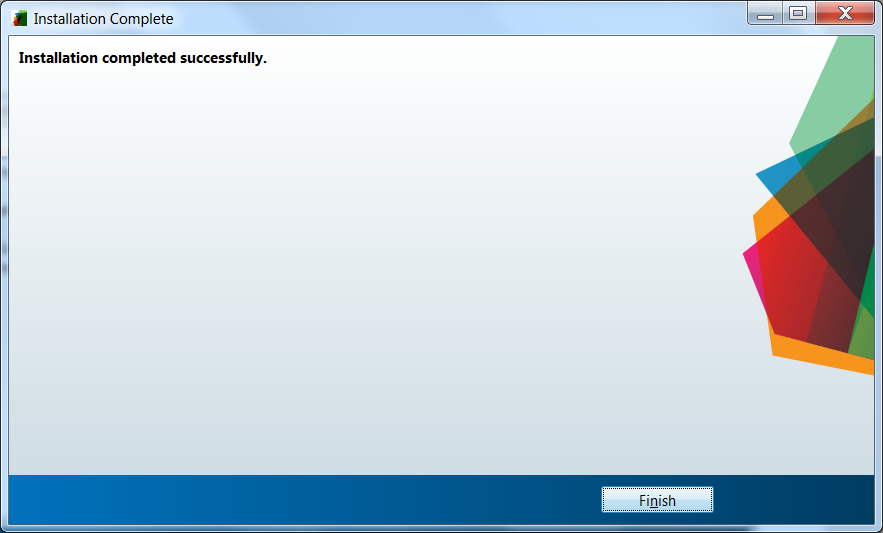 Installation Complete
Installation completed successfully.
Finish